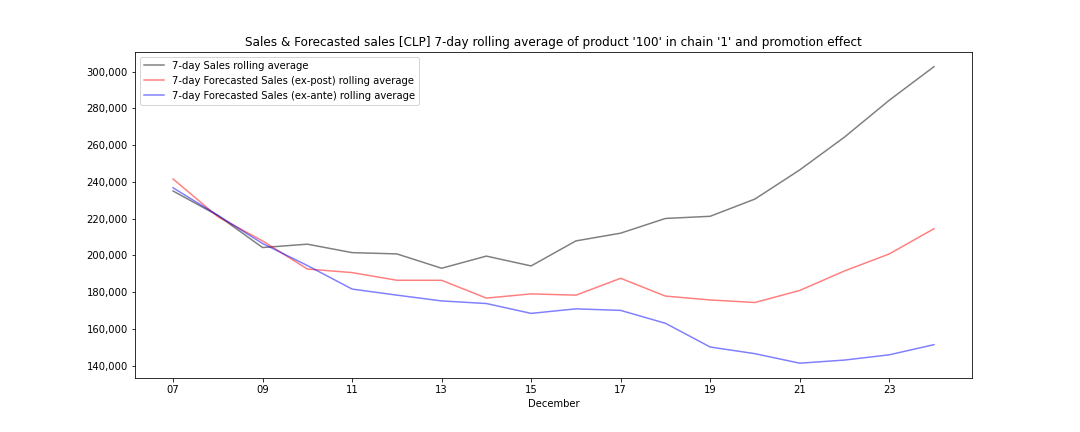 Sales & Forecasted sales [CLP] 7-day rolling average of product '100' in chain '1' and promotion effect
7-day Sales rolling average
7-day Forecasted Sales (ex-post) rolling average
7-day Forecasted Sales (ex-ante) rolling average
300,000
280,000
260,000
240,000
220,000
200,000
180,000
160,000
140,000
07 09 11 13 15 17 19 21 23
December